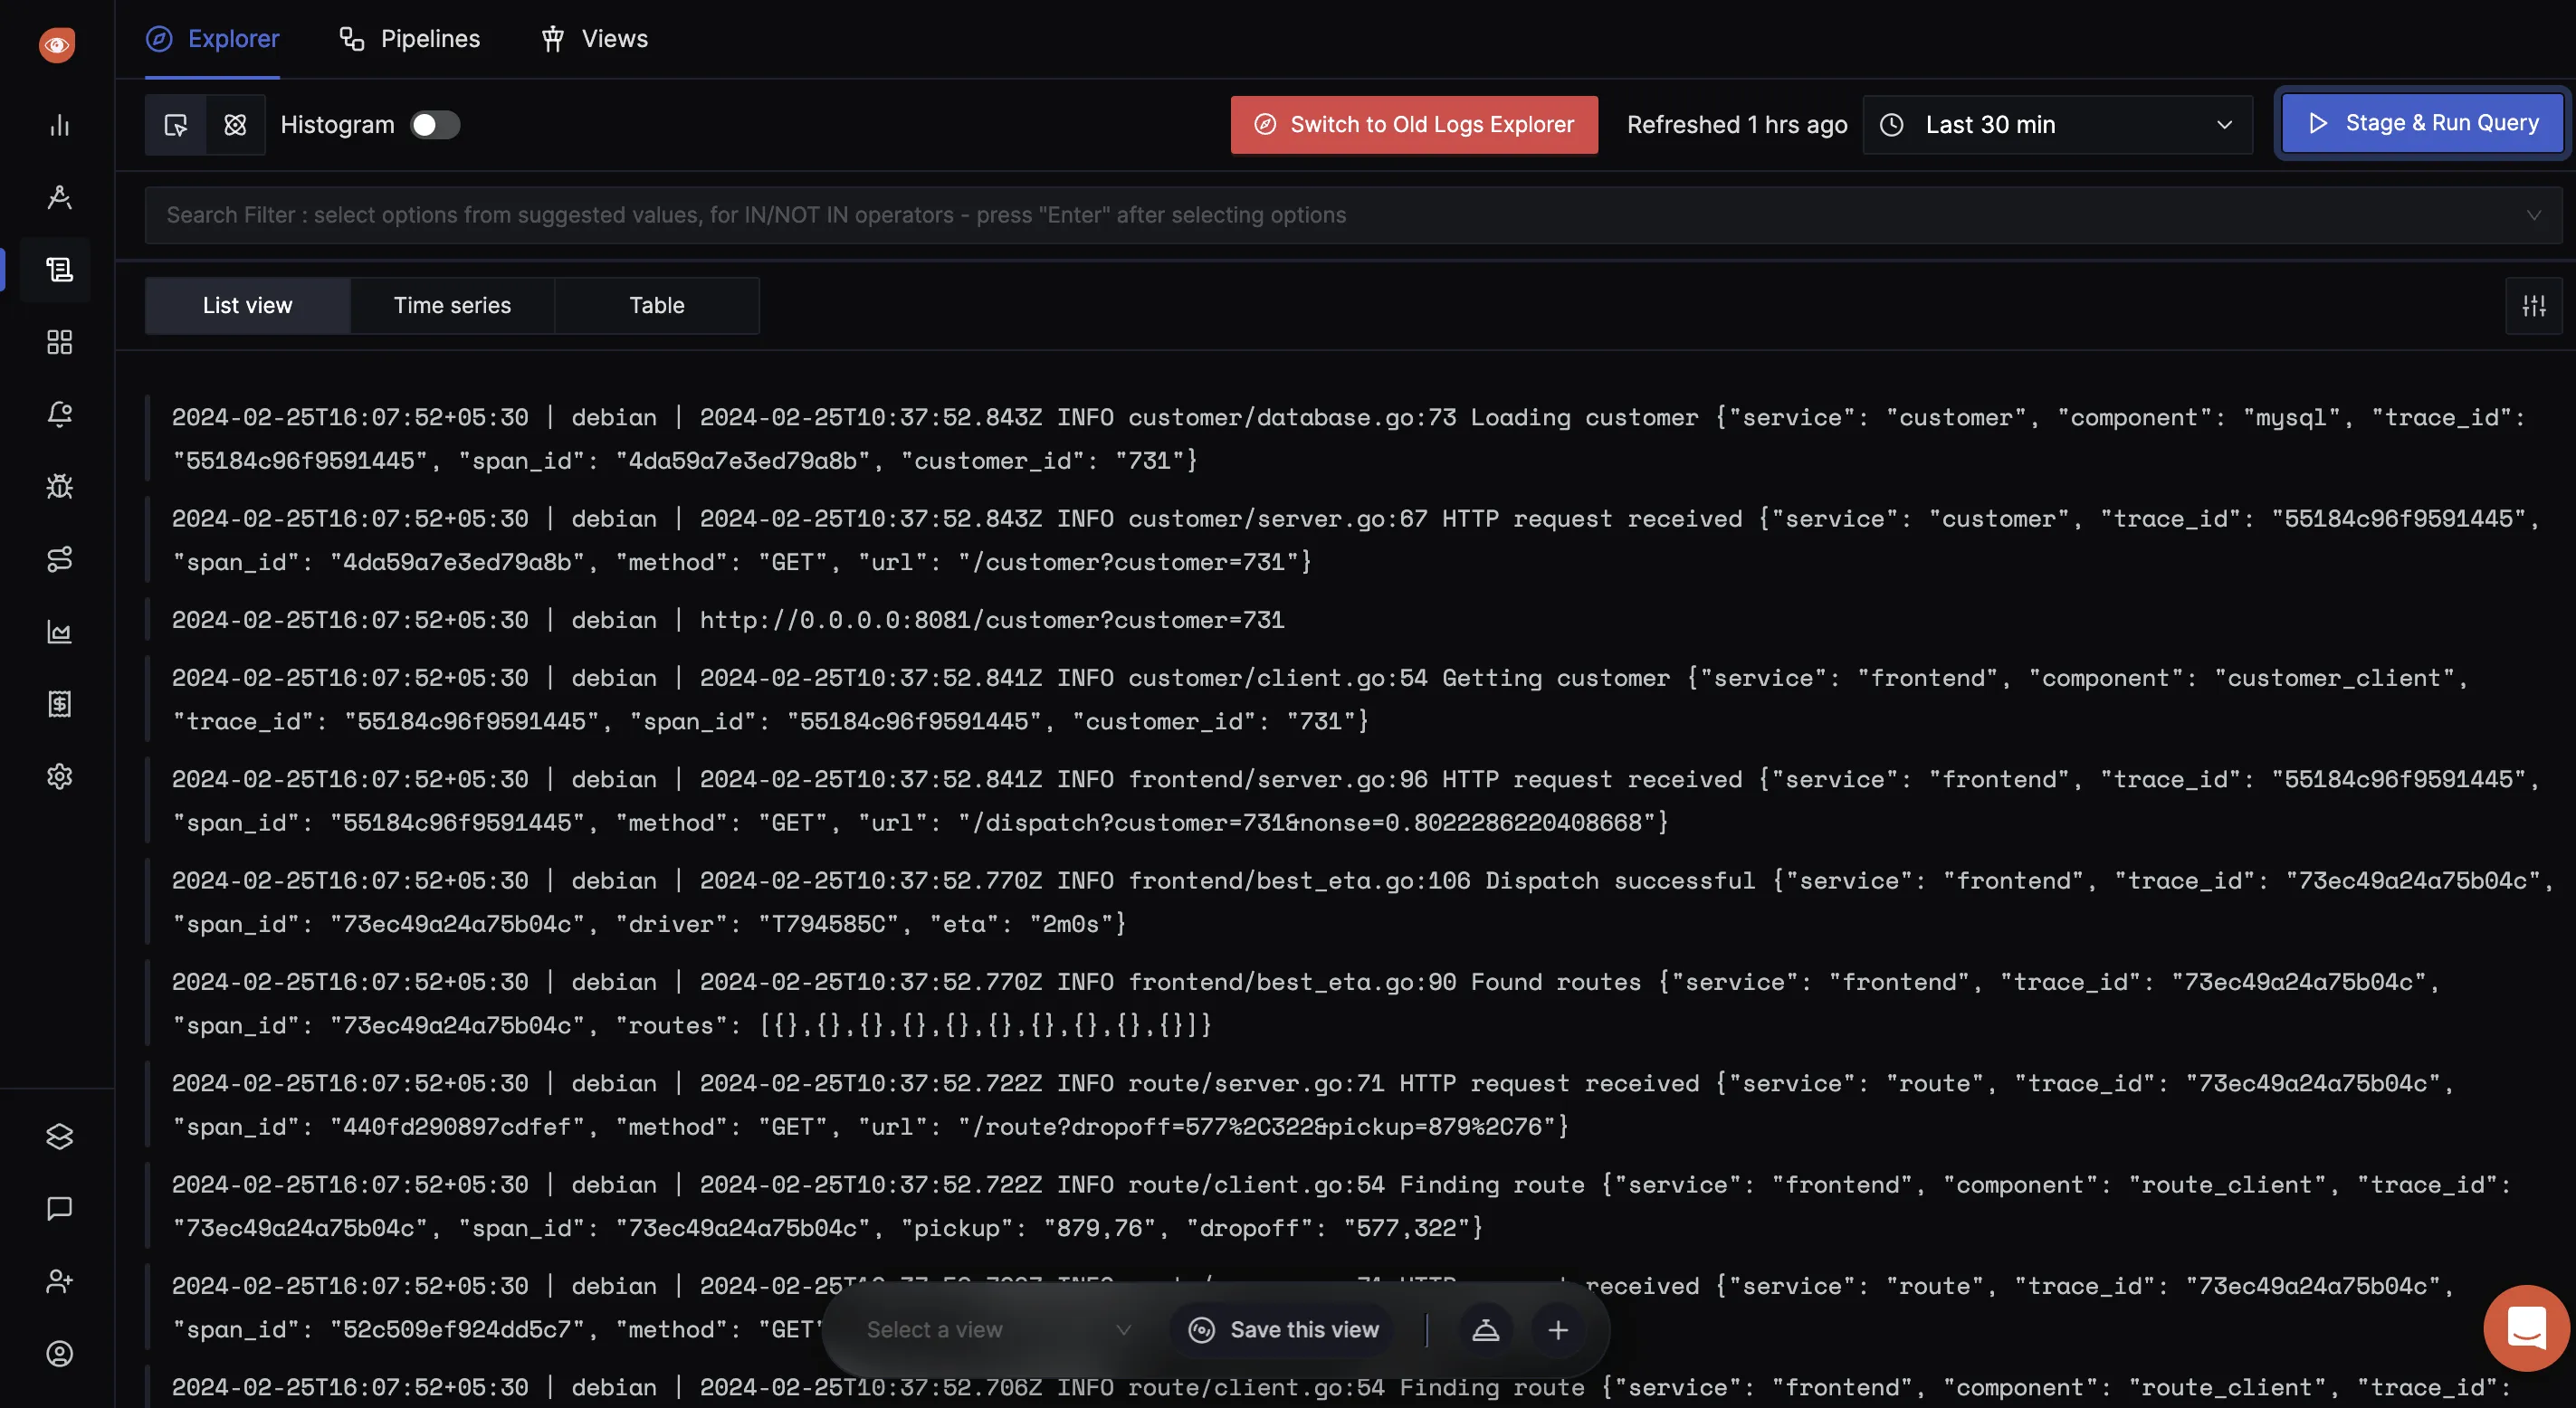 Explorer Pipelines Views
Histogram Switch to Old Logs Explorer Refreshed 1 hrs ago Last 30 min Stage & Run Query
Search Filter : select options from suggested values, for IN/NOT IN operators - press "Enter" after selecting options
List view Time series Table
2024-02-25T16:07:52+05:30 | debian | 2024-02-25T10:37:52.843Z INFO customer/database.go:73 Loading customer {"service": "customer", "component": "mysql", "trace_id":
"55184c96f9591445", "span_id": "4da59a7e3ed79a8b", "customer_id": "731"}
2024-02-25T16:07:52+05:30 | debian | 2024-02-25T10:37:52.843Z INFO customer/server.go:67 HTTP request received {"service": "customer", "trace_id": "55184c96f9591445",
"span_id": "4da59a7e3ed79a8b", "method": "GET", "url": "/customer?customer=731"}
2024-02-25T16:07:52+05:30 | debian | http://0.0.0.0:8081/customer?customer=731
2024-02-25T16:07:52+05:30 | debian | 2024-02-25T10:37:52.841Z INFO customer/client.go:54 Getting customer {"service": "frontend", "component": "customer_client",
"trace_id": "55184c96f9591445", "span_id": "55184c96f9591445", "customer_id": "731"}
2024-02-25T16:07:52+05:30 | debian | 2024-02-25T10:37:52.841Z INFO frontend/server.go:96 HTTP request received {"service": "frontend", "trace_id": "55184c96f9591445",
"span_id": "55184c96f9591445", "method": "GET", "url": "/dispatch?customer=731&nonse=0.8022286220408668"}
2024-02-25T16:07:52+05:30 | debian | 2024-02-25T10:37:52.770Z INFO frontend/best_eta.go:106 Dispatch successful {"service": "frontend", "trace_id": "73ec49a24a75b04c",
"span_id": "73ec49a24a75b04c", "driver": "T794585C", "eta": "2m0s"}
2024-02-25T16:07:52+05:30 | debian | 2024-02-25T10:37:52.770Z INFO frontend/best_eta.go:90 Found routes {"service": "frontend", "trace_id": "73ec49a24a75b04c",
"span_id": "73ec49a24a75b04c", "routes": [{},{},{},{},{},{},{},{},{},{}]}
2024-02-25T16:07:52+05:30 | debian | 2024-02-25T10:37:52.722Z INFO route/server.go:71 HTTP request received {"service": "route", "trace_id": "73ec49a24a75b04c",
"span_id": "440fd290897cdfef", "method": "GET", "url": "/route?dropoff=577%2C322&pickup=879%2C76"}
2024-02-25T16:07:52+05:30 | debian | 2024-02-25T10:37:52.722Z INFO route/client.go:54 Finding route {"service": "frontend", "component": "route_client", "trace_id":
"73ec49a24a75b04c", "span_id": "73ec49a24a75b04c", "pickup": "879,76", "dropoff": "577,322"}
2024-02-25T16:07:52+05:30 | debian | received {"service": "route", "trace_id": "73ec49a24a75b04c",
"span_id": "52c509ef924dd5c7", "method": "GET"
Select a view Save this view
2024-02-25T16:07:52+05:30 | debian | 2024-02-25T10:37:52.706Z INFO route/client.go:54 Finding route {"service": "frontend", "component": "route_client", "trace_id":